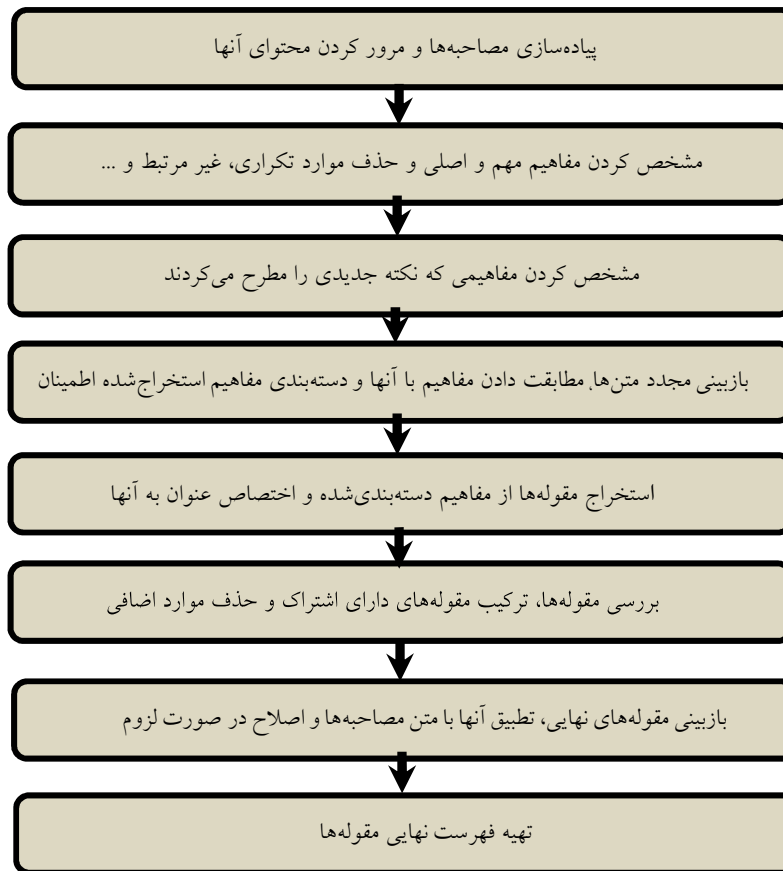 پیاده‌سازی مصاحبه‌ها و مرور کردن محتوای آنها
مشخص کردن مفاهیم مهم و اصلی و حذف موارد تکراری، غیر مرتبط و ...
مشخص کردن مفاهیمی که نکته جدیدی را مطرح می‌کردند
بازبینی مجدد متن‌ها، مطابقت دادن مفاهیم با آنها و دسته‌بندی مفاهیم استخراج‌شده اطمینان
استخراج مقوله‌ها از مفاهیم دسته‌بندی‌شده و اختصاص عنوان به آنها
بررسی مقوله‌ها، ترکیب مقوله‌های دارای اشتراک و حذف موارد اضافی
بازبینی مقوله‌های نهایی، تطبیق آنها با متن مصاحبه‌ها و اصلاح در صورت لزوم
تهیه فهرست نهایی مقوله‌ها